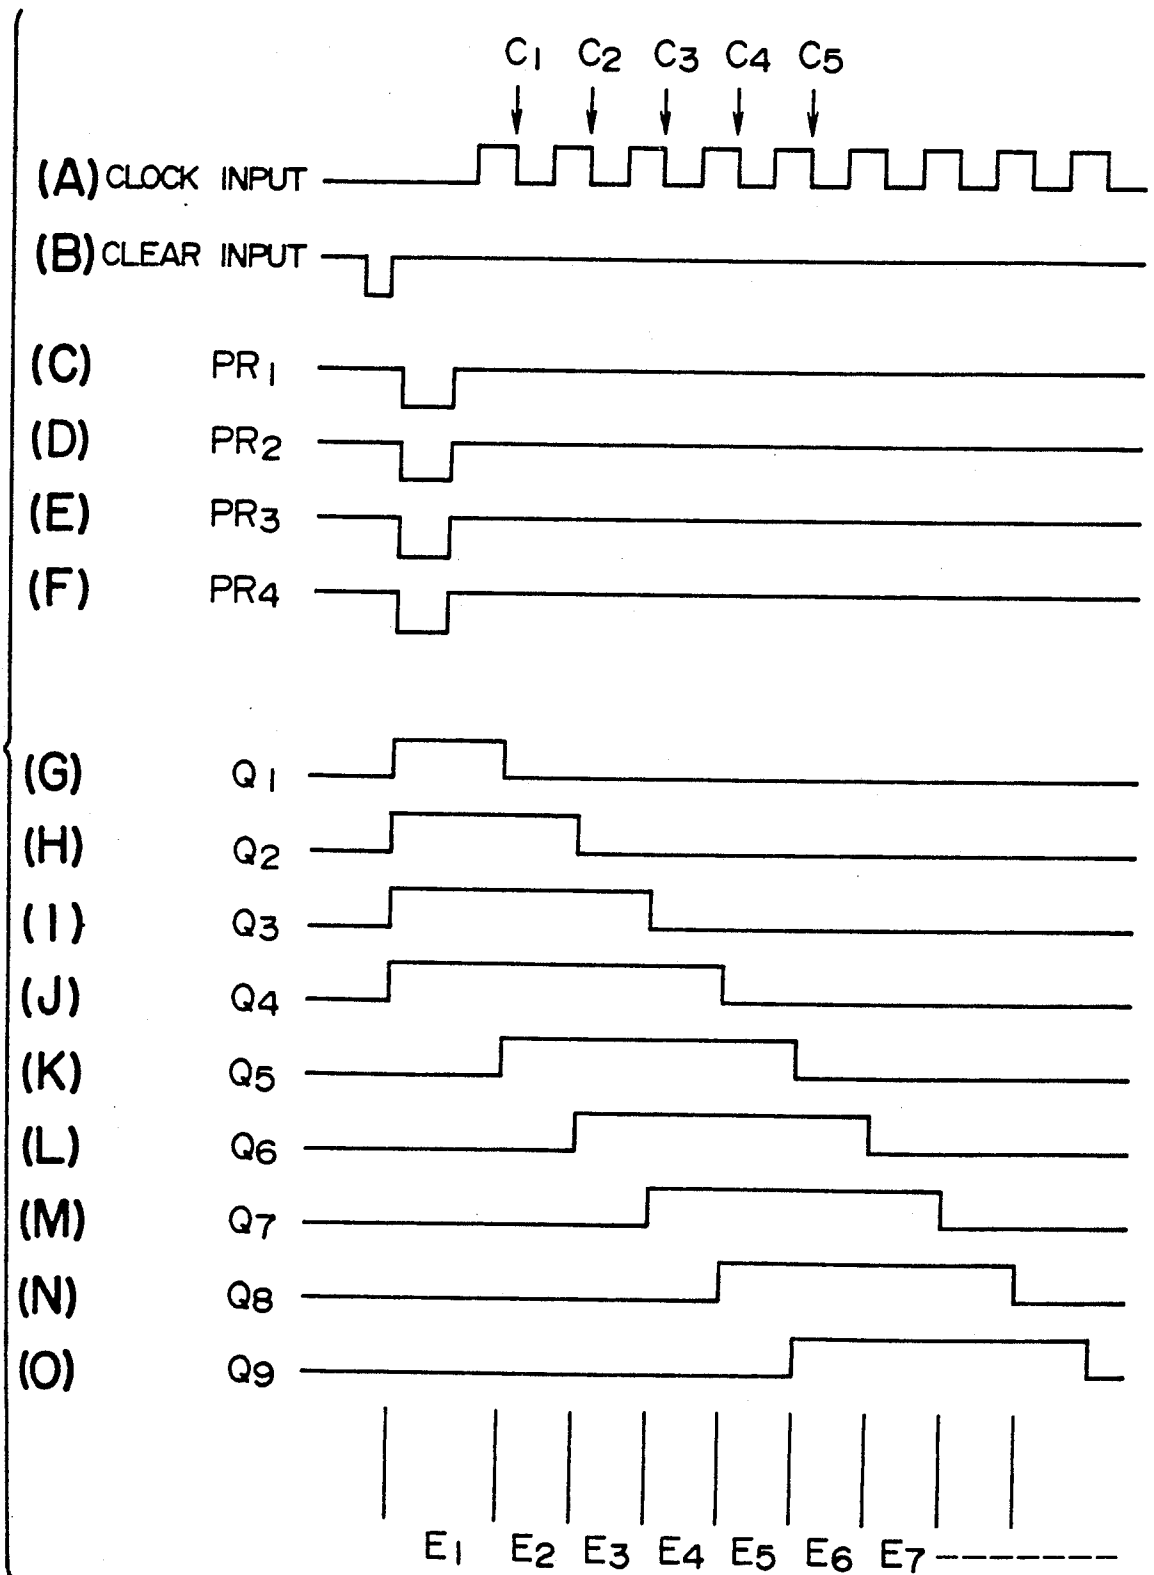 C1 C2 C3 C4 C5
(A) CLOCK INPUT
(B) CLEAR INPUT
(C) PR1
(D) PR2
(E) PR3
(F) PR4
(G) Q1
(H) Q2
(I) Q3
(J) Q4
(K) Q5
(L) Q6
(M) Q7
(N) Q8
(O) Q9
E1 E2 E3 E4 E5 E6 E7